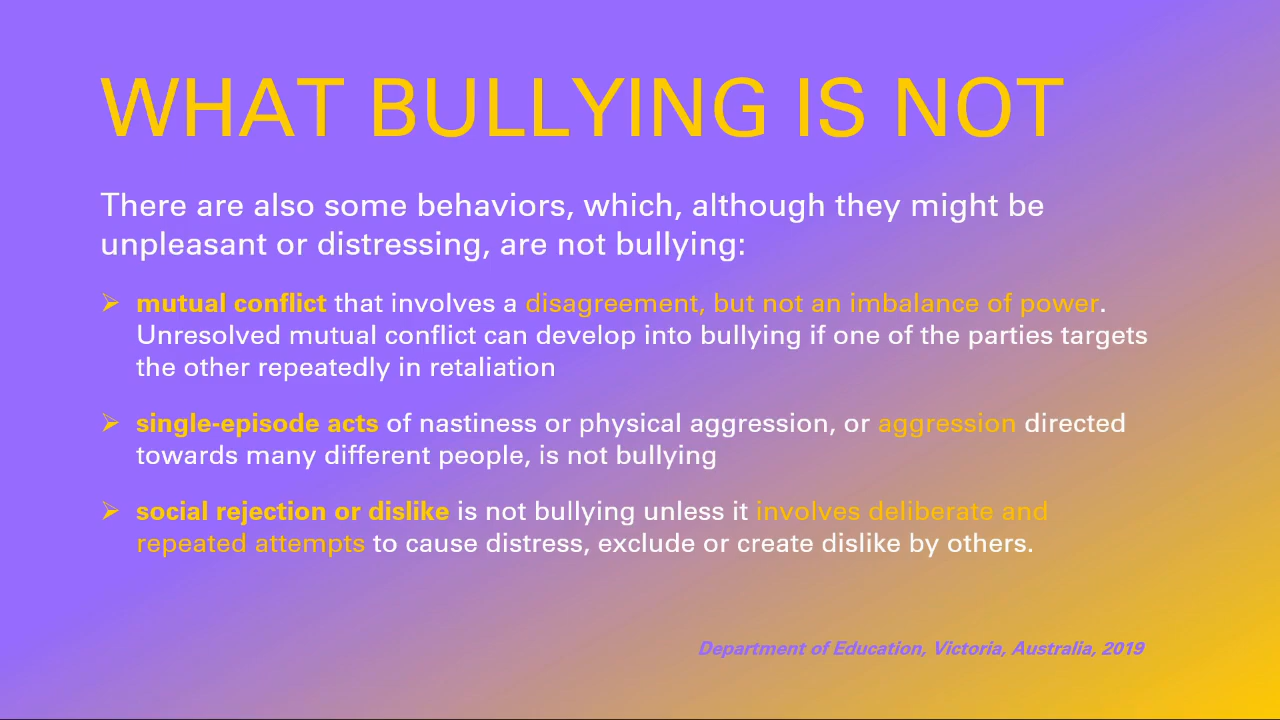 WHAT BULLYING IS NOT
There are also some behaviors, which, although they might be
unpleasant or distressing, are not bullying:
➢ mutual conflict that involves a disagreement, but not an imbalance of power.
Unresolved mutual conflict can develop into bullying if one of the parties targets
the other repeatedly in retaliation
➢ single-episode acts of nastiness or physical aggression, or aggression directed
towards many different people, is not bullying
➢ social rejection or dislike is not bullying unless it involves deliberate and
repeated attempts to cause distress, exclude or create dislike by others.
Department of Education, Victoria, Australia, 2019